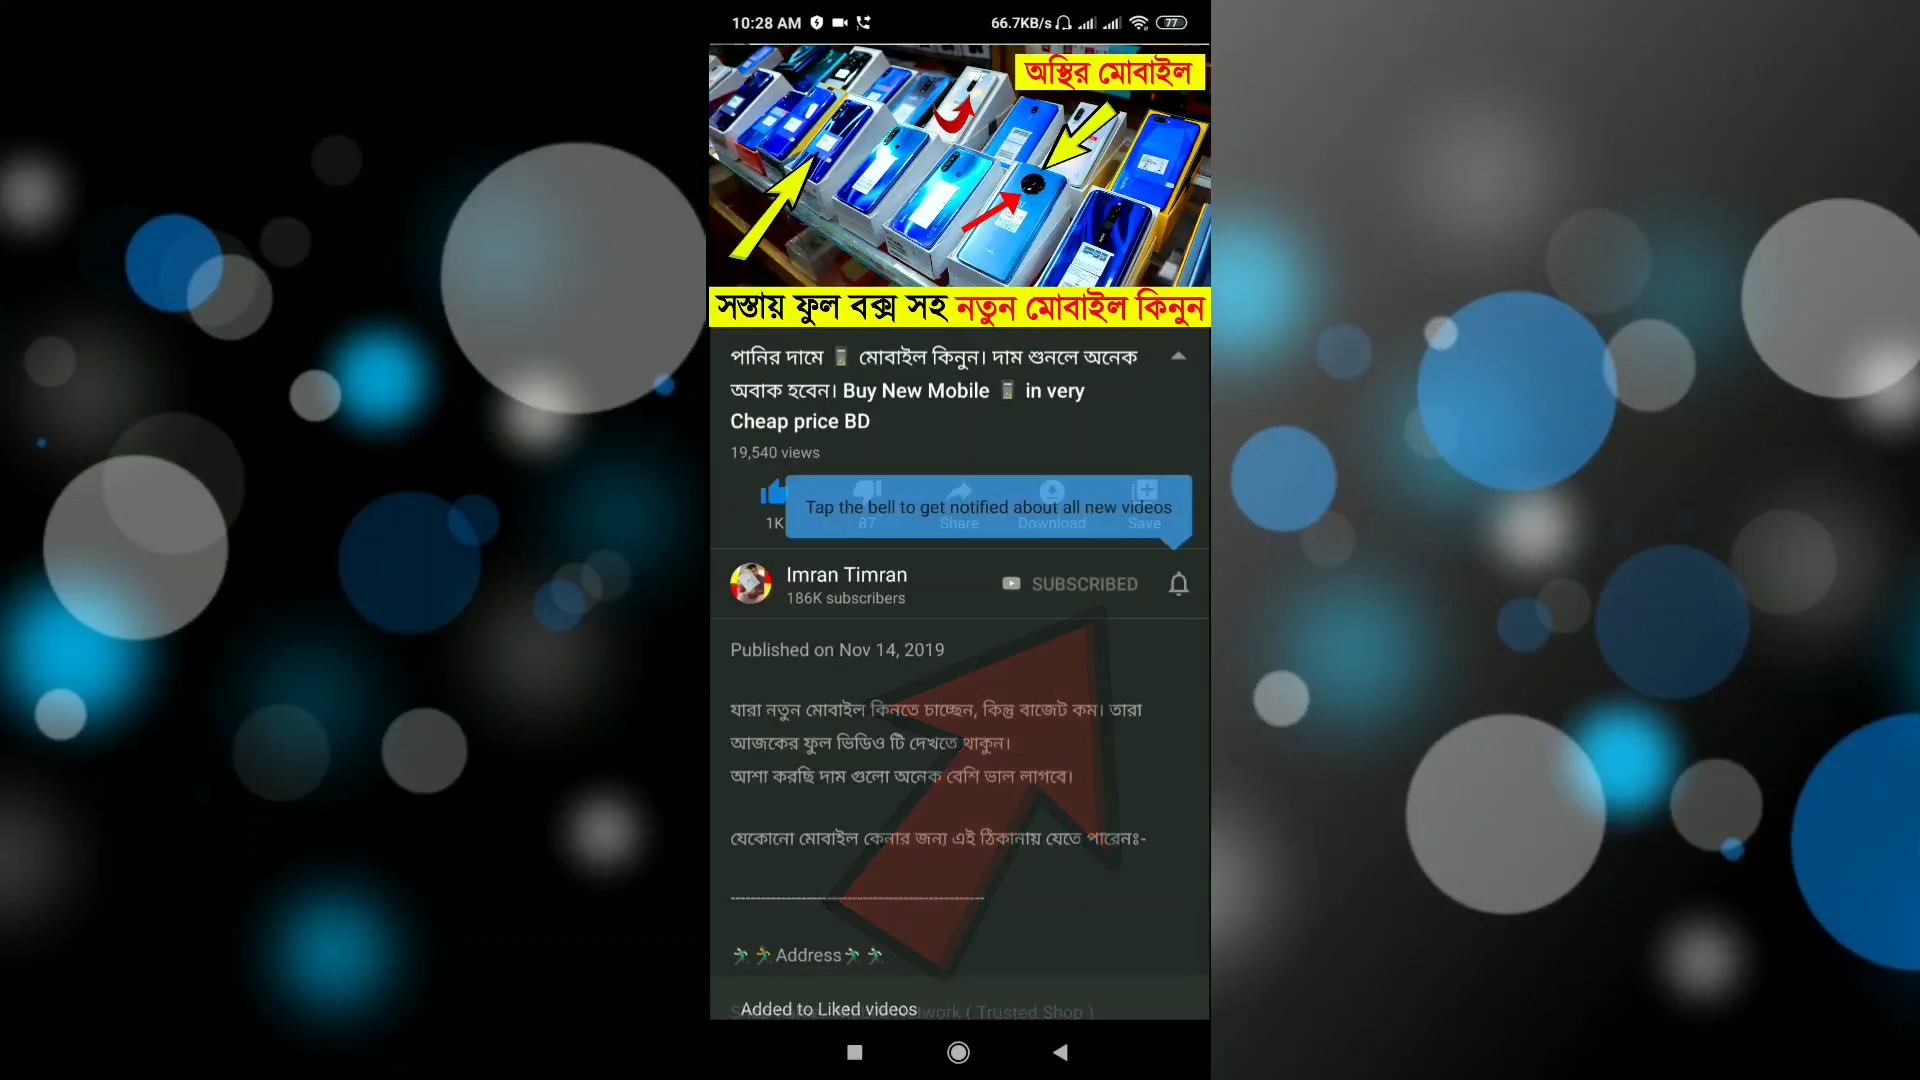 10:28 AM 66.7KB/s 77
অস্থির মোবাইল
সস্তায় ফুল বক্স সহ নতুন মোবাইল কিনুন
পানির দামে মোবাইল কিনুন। দাম শুনলে অনেক
অবাক হবেন। Buy New Mobile in very
Cheap price BD
19,540 views
Tap the bell to get notified about all new videos
1K 87 Share Download Save
Imran Timran
SUBSCRIBED
186K subscribers
Published on Nov 14, 2019
যারা নতুন মোবাইল কিনতে চাচ্ছেন, কিন্তু বাজেট কম। তারা
আজকের ফুল ভিডিও টি দেখতে থাকুন।
আশা করছি দাম গুলো অনেক বেশি ভাল লাগবে।
যেকোনো মোবাইল কেনার জন্য এই ঠিকানায় যেতে পারেনঃ-
--------------------------------------------------
Address
Added to Liked videos
( Trusted Shop )